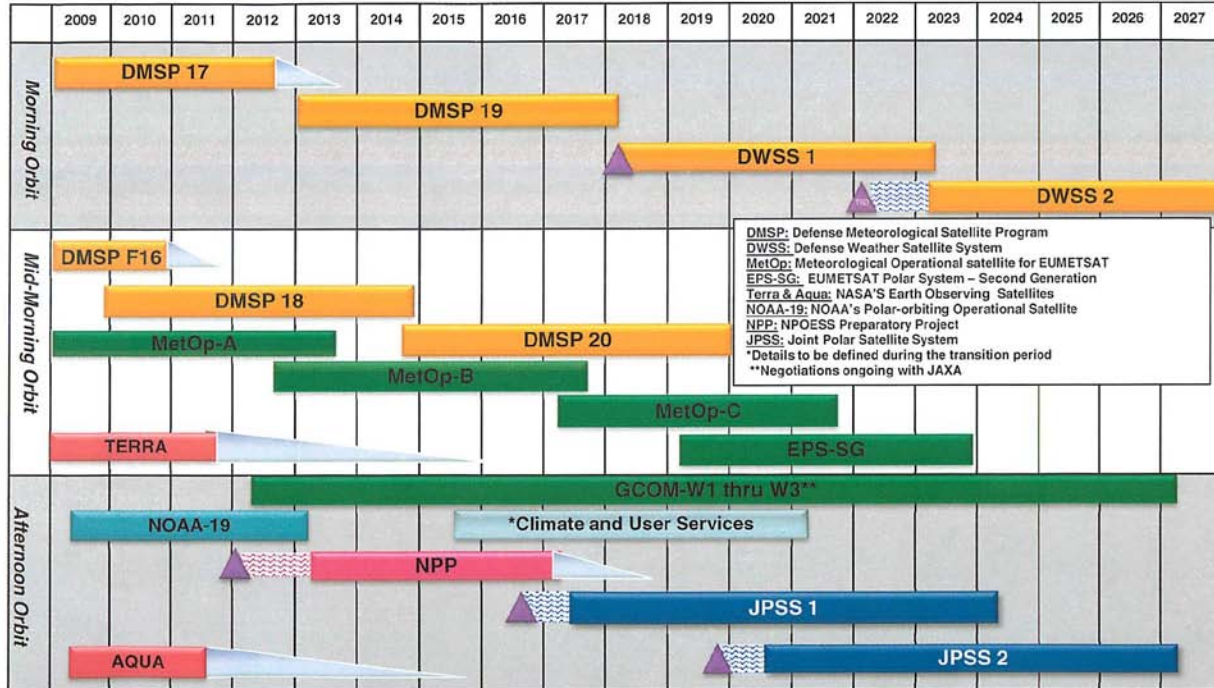 2009 2010 2011 2012 2013 2014 2015 2016 2017 2018 2019 2020 2021 2022 2023 2024 2025 2026 2027
Morning Orbit
DMSP 17
DMSP 19
DWSS 1
DWSS 2
Mid-Morning Orbit
DMSP F16
DMSP 18
MetOp-A
DMSP 20
MetOp-B
MetOp-C
TERRA
EPS-SG
DMSP: Defense Meteorological Satellite Program
DWSS: Defense Weather Satellite System
MetOp: Meteorological Operational satellite for EUMETSAT
EPS-SG: EUMETSAT Polar System – Second Generation
Terra & Aqua: NASA'S Earth Observing Satellites
NOAA-19: NOAA's Polar-orbiting Operational Satellite
NPP: NPOESS Preparatory Project
JPSS: Joint Polar Satellite System
*Details to be defined during the transition period
**Negotiations ongoing with JAXA
Afternoon Orbit
GCOM-W1 thru W3**
NOAA-19
*Climate and User Services
NPP
JPSS 1
AQUA
JPSS 2